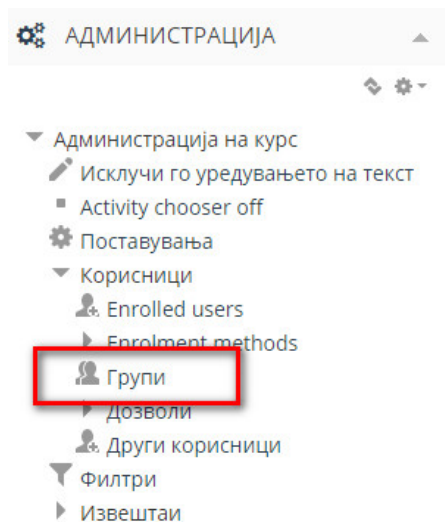 АДМИНИСТРАЦИЈА
Администрација на курс
Исклучи го уредувањето на текст
Activity chooser off
Поставувања
Корисници
Enrolled users
Enrolment methods
Групи
Дозволи
Други корисници
Филтри
Извештаи